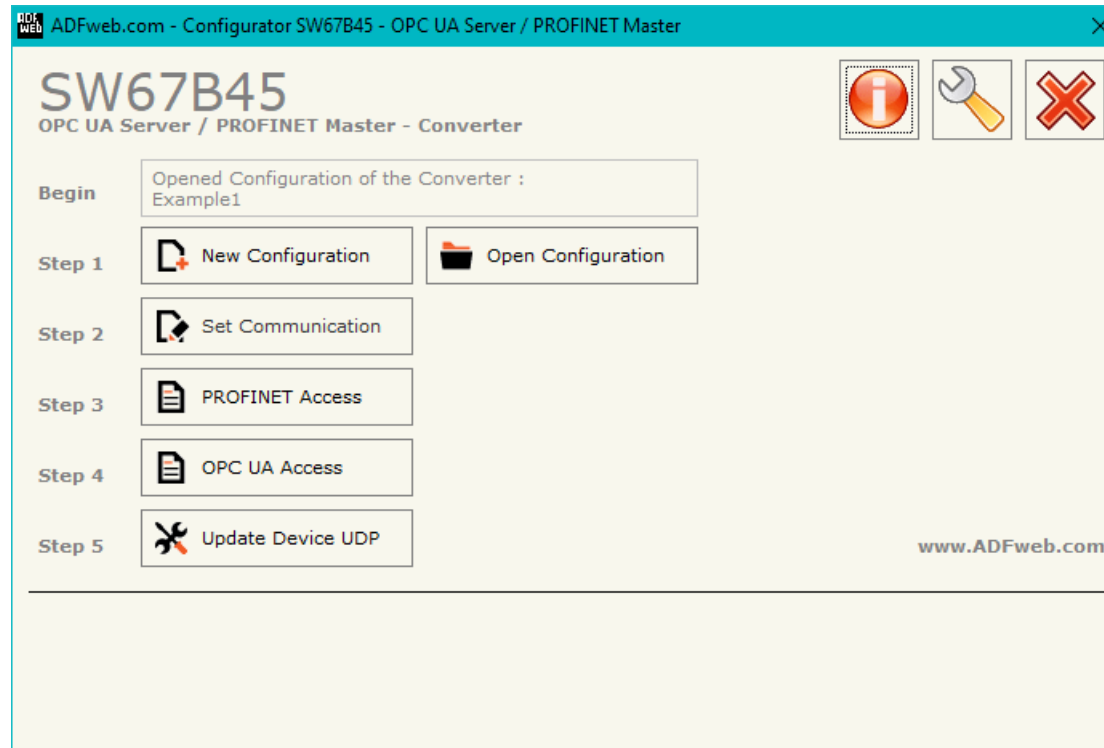 ADF WEB ADFweb.com - Configurator SW67B45 - OPC UA Server / PROFINET Master
SW67B45
OPC UA Server / PROFINET Master - Converter
Begin
Opened Configuration of the Converter :
Example1
Step 1 New Configuration Open Configuration
Step 2 Set Communication
Step 3 PROFINET Access
Step 4 OPC UA Access
Step 5 Update Device UDP
www.ADFweb.com